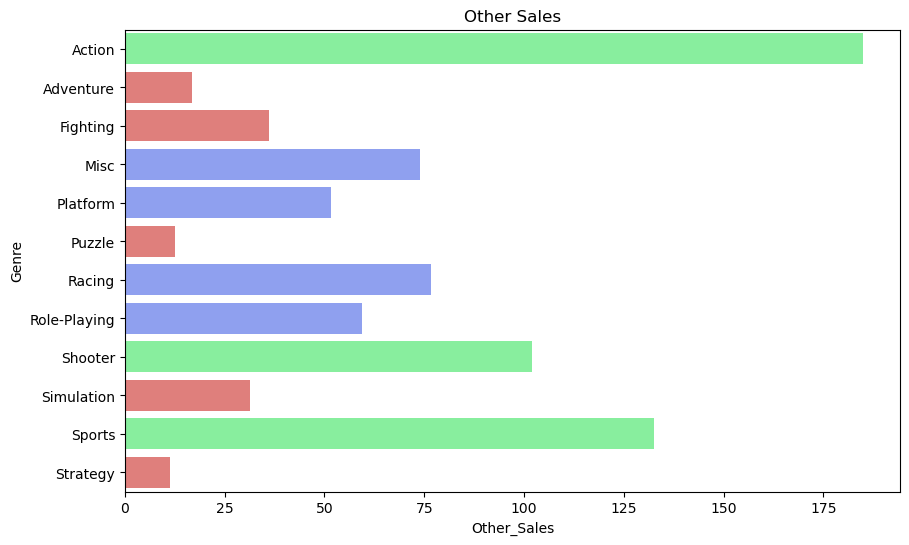 Other Sales
Genre
Action
Adventure
Fighting
Misc
Platform
Puzzle
Racing
Role-Playing
Shooter
Simulation
Sports
Strategy
0 25 50 75 100 125 150 175
Other_Sales